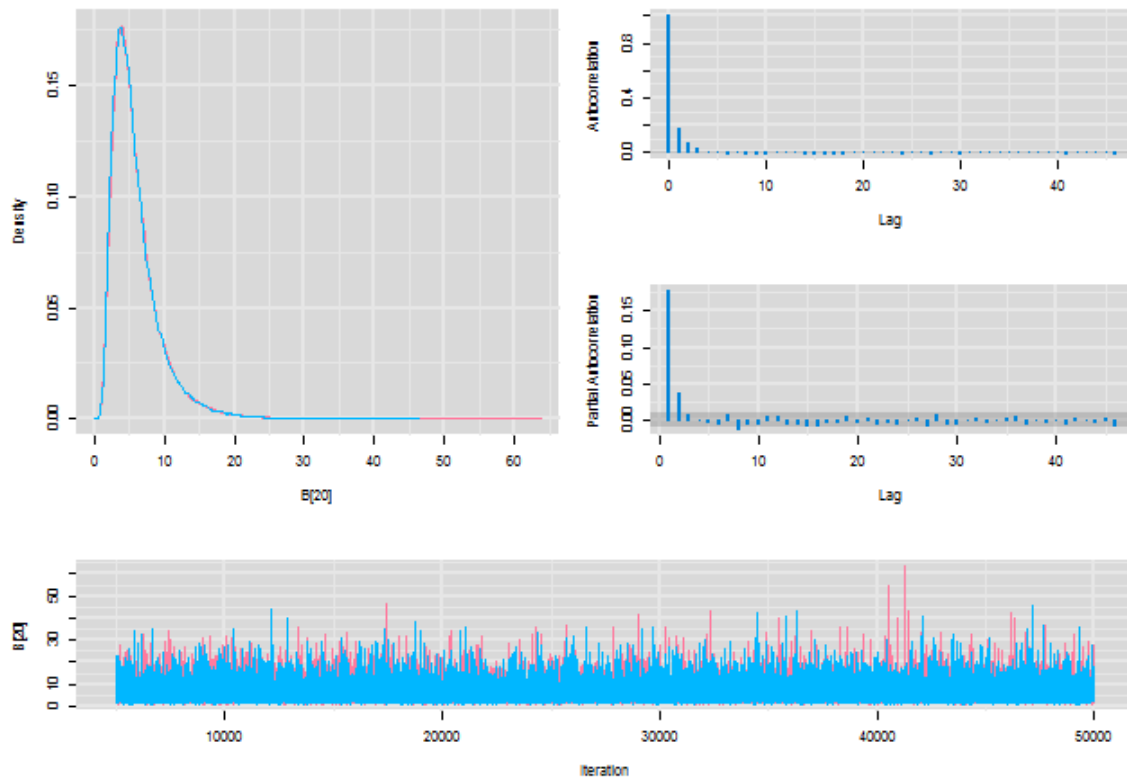 Density
0.00 0.05 0.10 0.15
0 10 20 30 40 50 60
B[20]
Autocorrelation
0.0 0.4 0.8
0 10 20 30 40
Lag
Partial Autocorrelation
0.00 0.05 0.10 0.15
0 10 20 30 40
Lag
B[20]
0 10 30 50
10000 20000 30000 40000 50000
Iteration